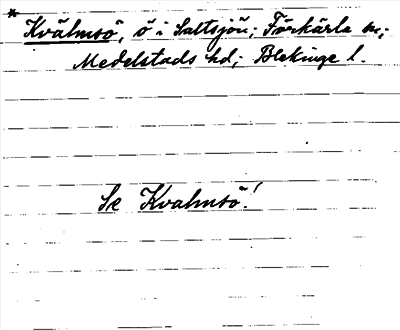 * Kvälmsö, ö i Saltsjön; Förkärla sn;
Medelstads hd; Blekinge l.
Se Kvalmsö!